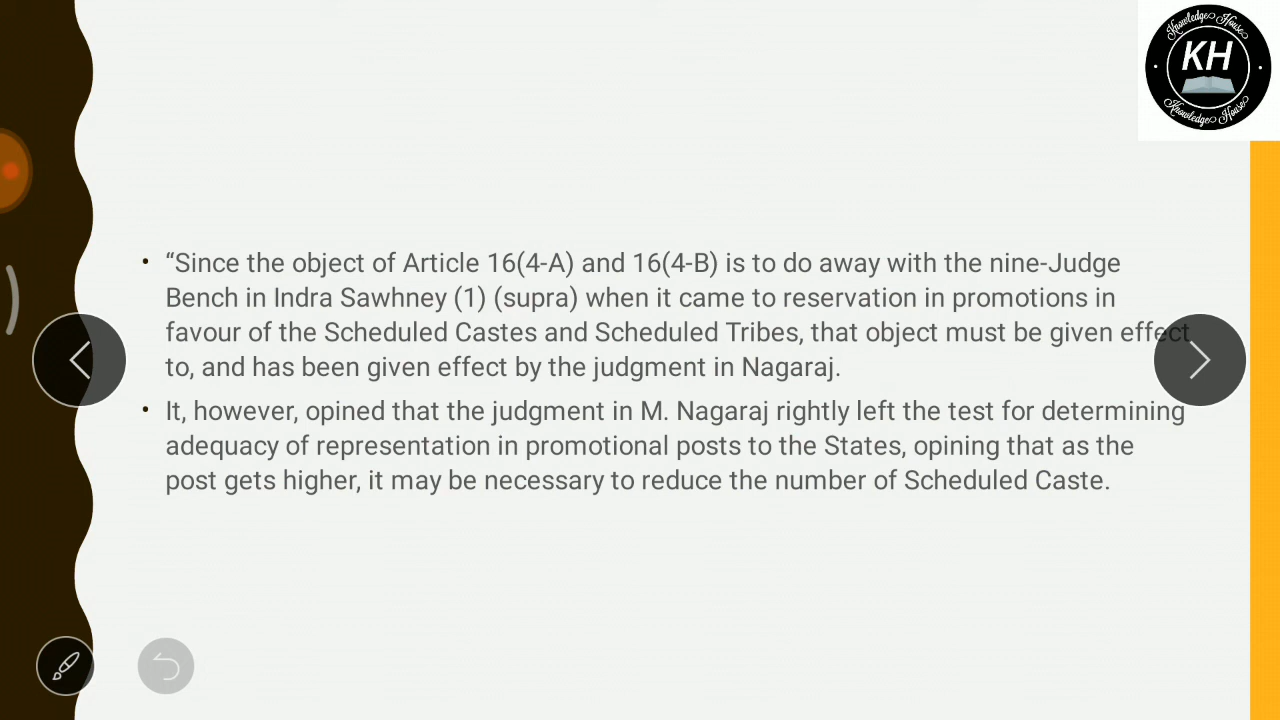 Knowledge House
KH
Knowledge House
• “Since the object of Article 16(4-A) and 16(4-B) is to do away with the nine-Judge
Bench in Indra Sawhney (1) (supra) when it came to reservation in promotions in
favour of the Scheduled Castes and Scheduled Tribes, that object must be given effect
to, and has been given effect by the judgment in Nagaraj.
• It, however, opined that the judgment in M. Nagaraj rightly left the test for determining
adequacy of representation in promotional posts to the States, opining that as the
post gets higher, it may be necessary to reduce the number of Scheduled Caste.